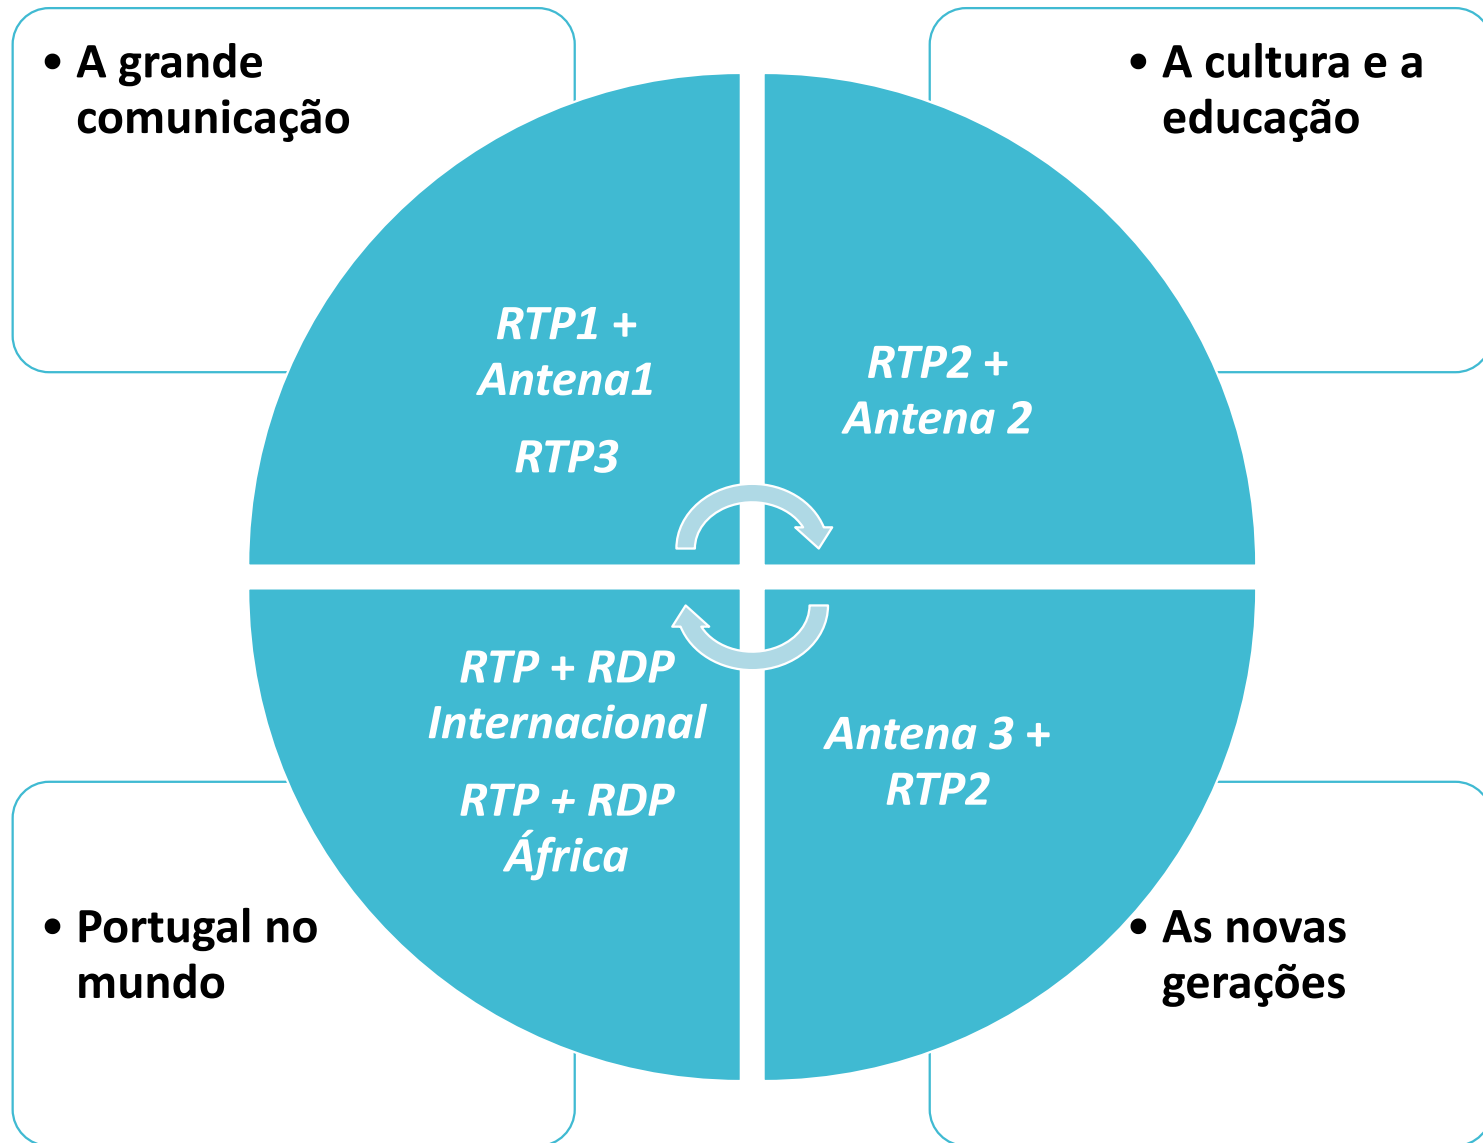 • A grande
comunicação
• A cultura e a
educação
RTP1 +
Antena1
RTP3
RTP2 +
Antena 2
RTP + RDP
Internacional
RTP + RDP
África
Antena 3 +
RTP2
• Portugal no
mundo
• As novas
gerações